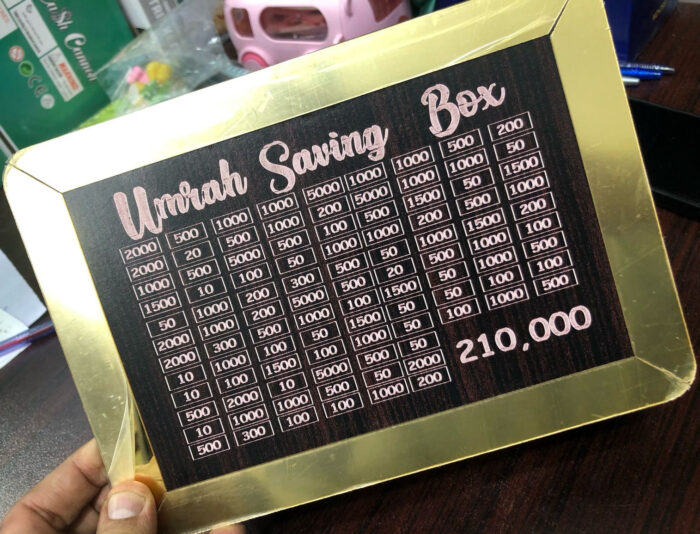 Umrah Saving Box
2000 500 1000 1000 5000 1000 1000 500 200
2000 20 500 1000 200 5000 1000 1000 50
1000 500 5000 500 100 500 1500 50 1500
1500 10 100 50 1000 1000 200 500 1000
50 1000 200 300 500 50 1000 1500 200
2000 1000 200 5000 500 20 500 1000 100
2000 300 500 1000 100 1500 50 1000 500
10 1000 100 500 1500 50 50 100 100
10 100 1500 100 1000 50 100 1000 500
500 2000 10 5000 500 50
10 1000 1000 500 50 2000
500 300 100 100 1000 200
210,000
WARNING